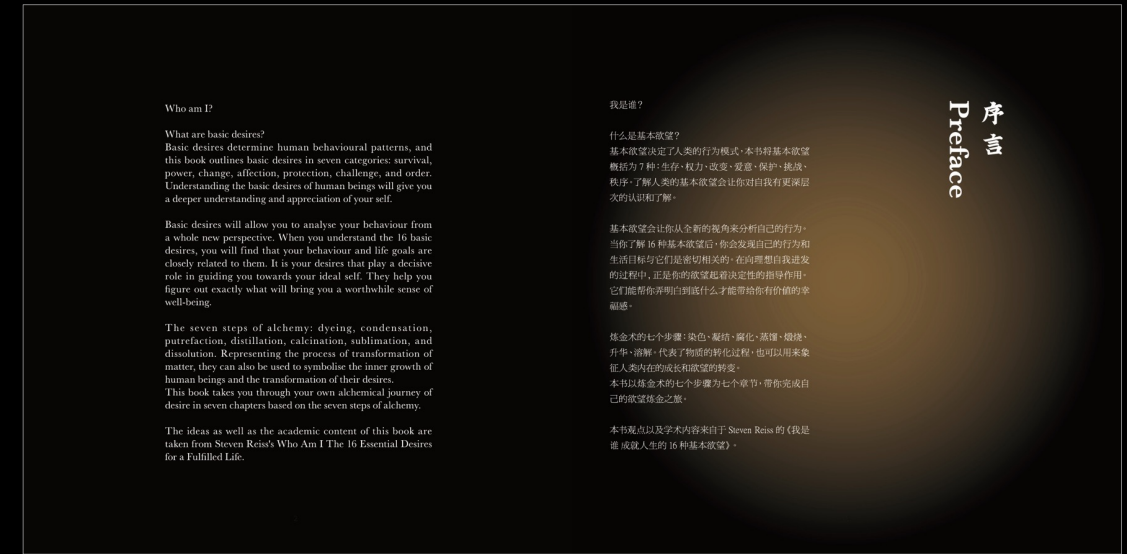 Who am I?
What are basic desires?
Basic desires determine human behavioural patterns, and
this book outlines basic desires in seven categories: survival,
power, change, affection, protection, challenge, and order.
Understanding the basic desires of human beings will give you
a deeper understanding and appreciation of your self.
Basic desires will allow you to analyse your behaviour from
a whole new perspective. When you understand the 16 basic
desires, you will find that your behaviour and life goals are
closely related to them. It is your desires that play a decisive
role in guiding you towards your ideal self. They help you
figure out exactly what will bring you a worthwhile sense of
well-being.
The seven steps of alchemy: dyeing, condensation,
putrefaction, distillation, calcination, sublimation, and
dissolution. Representing the process of transformation of
matter, they can also be used to symbolise the inner growth of
human beings and the transformation of their desires.
This book takes you through your own alchemical journey of
desire in seven chapters based on the seven steps of alchemy.
The ideas as well as the academic content of this book are
taken from Steven Reiss's Who Am I The 16 Essential Desires
for a Fulfilled Life.
序言
Preface
我是谁?
什么是基本欲望?
基本欲望决定了人类的行为模式,本书将基本欲望
概括为 7 种:生存、权力、改变、爱意、保护、挑战、
秩序。了解人类的基本欲望会让你对自我有更深层
次的认识和了解。
基本欲望会让你从全新的视角来分析自己的行为。
当你了解 16 种基本欲望后,你会发现自己的行为和
生活目标与它们是密切相关的。在向理想自我进发
的过程中,正是你的欲望起着决定性的指导作用。
它们能帮你弄明白到底什么才能带给你有价值的幸
福感。
炼金术的七个步骤:染色、凝结、腐化、蒸馏、煅烧、
升华、溶解。代表了物质的转化过程,也可以用来象
征人类内在的成长和欲望的转变。
本书以炼金术的七个步骤为七个章节,带你完成自
己的欲望炼金之旅。
本书观点以及学术内容来自于 Steven Reiss 的《我是
谁 成就人生的 16 种基本欲望》。